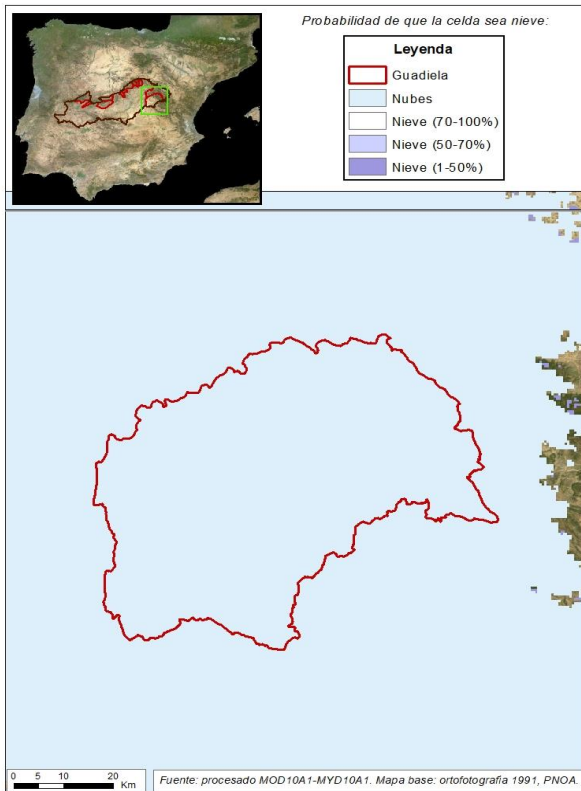 Probabilidad de que la celda sea nieve:
Leyenda
Guadiela
Nubes
Nieve (70-100%)
Nieve (50-70%)
Nieve (1-50%)
0 5 10 20
Km
Fuente: procesado MOD10A1-MYD10A1. Mapa base: ortofotografia 1991, PNOA.